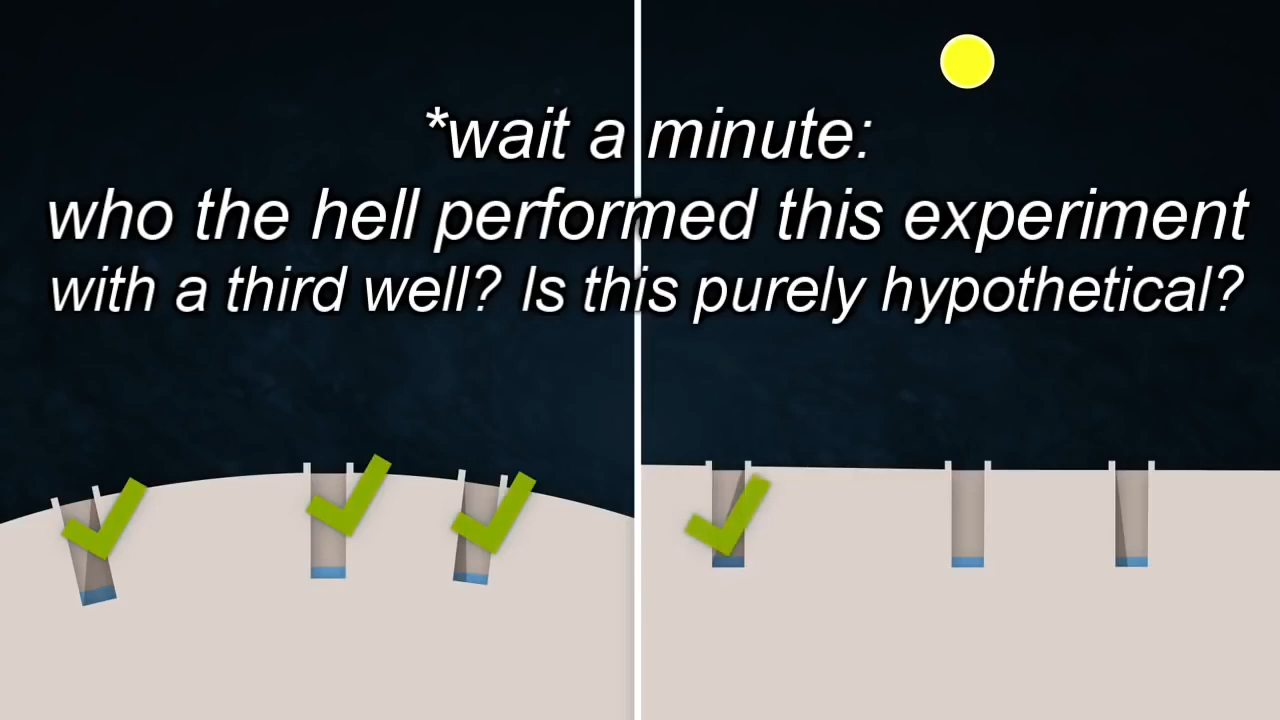 *wait a minute:
who the hell performed this experiment
with a third well? Is this purely hypothetical?